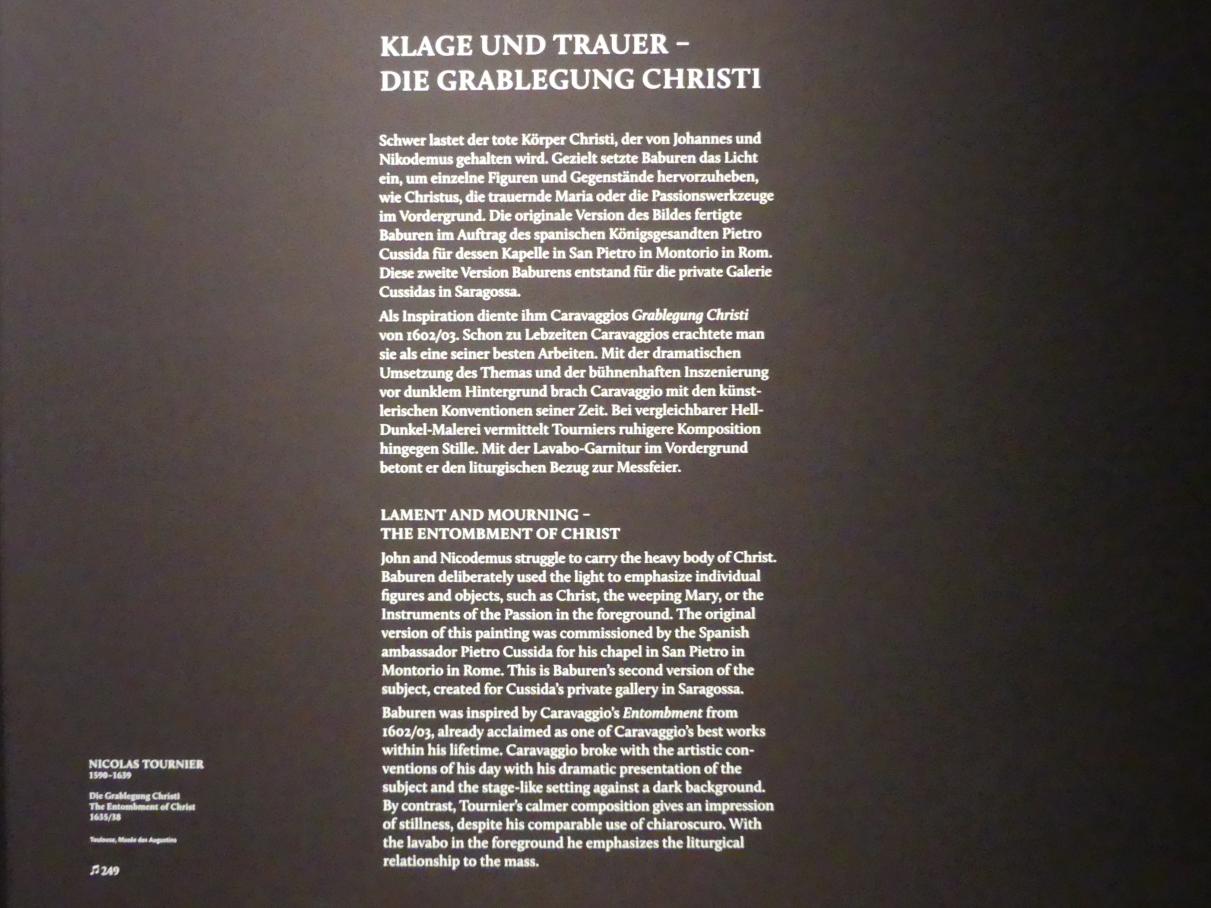 KLAGE UND TRAUER –
DIE GRABLEGUNG CHRISTI
Schwer lastet der tote Körper Christi, der von Johannes und
Nikodemus gehalten wird. Gezielt setzte Baburen das Licht
ein, um einzelne Figuren und Gegenstände hervorzuheben,
wie Christus, die trauernde Maria oder die Passionswerkzeuge
im Vordergrund. Die originale Version des Bildes fertigte
Baburen im Auftrag des spanischen Königsgesandten Pietro
Cussida für dessen Kapelle in San Pietro in Montorio in Rom.
Diese zweite Version Baburens entstand für die private Galerie
Cussidas in Saragossa.
Als Inspiration diente ihm Caravaggios Grablegung Christi
von 1602/03. Schon zu Lebzeiten Caravaggios erachtete man
sie als eine seiner besten Arbeiten. Mit der dramatischen
Umsetzung des Themas und der bühnenhaften Inszenierung
vor dunklem Hintergrund brach Caravaggio mit den künst-
lerischen Konventionen seiner Zeit. Bei vergleichbarer Hell-
Dunkel-Malerei vermittelt Tourniers ruhigere Komposition
hingegen Stille. Mit der Lavabo-Garnitur im Vordergrund
betont er den liturgischen Bezug zur Messfeier.
LAMENT AND MOURNING –
THE ENTOMBMENT OF CHRIST
John and Nicodemus struggle to carry the heavy body of Christ.
Baburen deliberately used the light to emphasize individual
figures and objects, such as Christ, the weeping Mary, or the
Instruments of the Passion in the foreground. The original
version of this painting was commissioned by the Spanish
ambassador Pietro Cussida for his chapel in San Pietro in
Montorio in Rome. This is Baburen's second version of the
subject, created for Cussida's private gallery in Saragossa.
Baburen was inspired by Caravaggio's Entombment from
1602/03, already acclaimed as one of Caravaggio's best works
within his lifetime. Caravaggio broke with the artistic con-
ventions of his day with his dramatic presentation of the
subject and the stage-like setting against a dark background.
By contrast, Tournier's calmer composition gives an impression
of stillness, despite his comparable use of chiaroscuro. With
the lavabo in the foreground he emphasizes the liturgical
relationship to the mass.
NICOLAS TOURNIER
1590–1639
Die Grablegung Christi
The Entombment of Christ
1635/38
Toulouse, Musée des Augustins
249